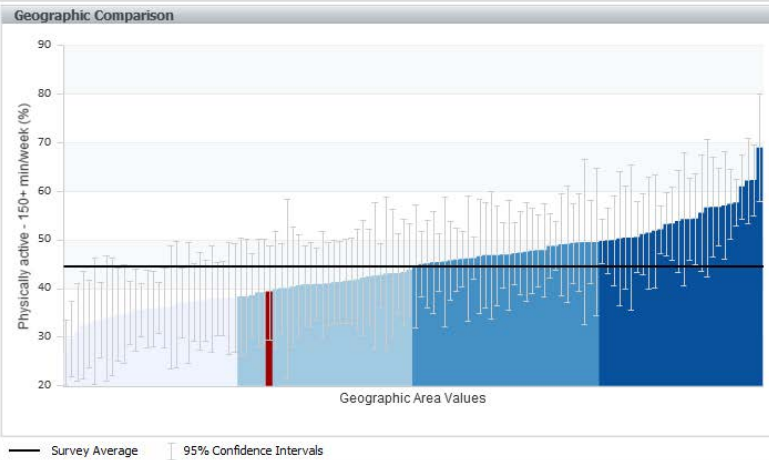 Geographic Comparison
Physically active - 150+ min/week (%)
90
80
70
60
50
40
30
20
Geographic Area Values
Survey Average
95% Confidence Intervals